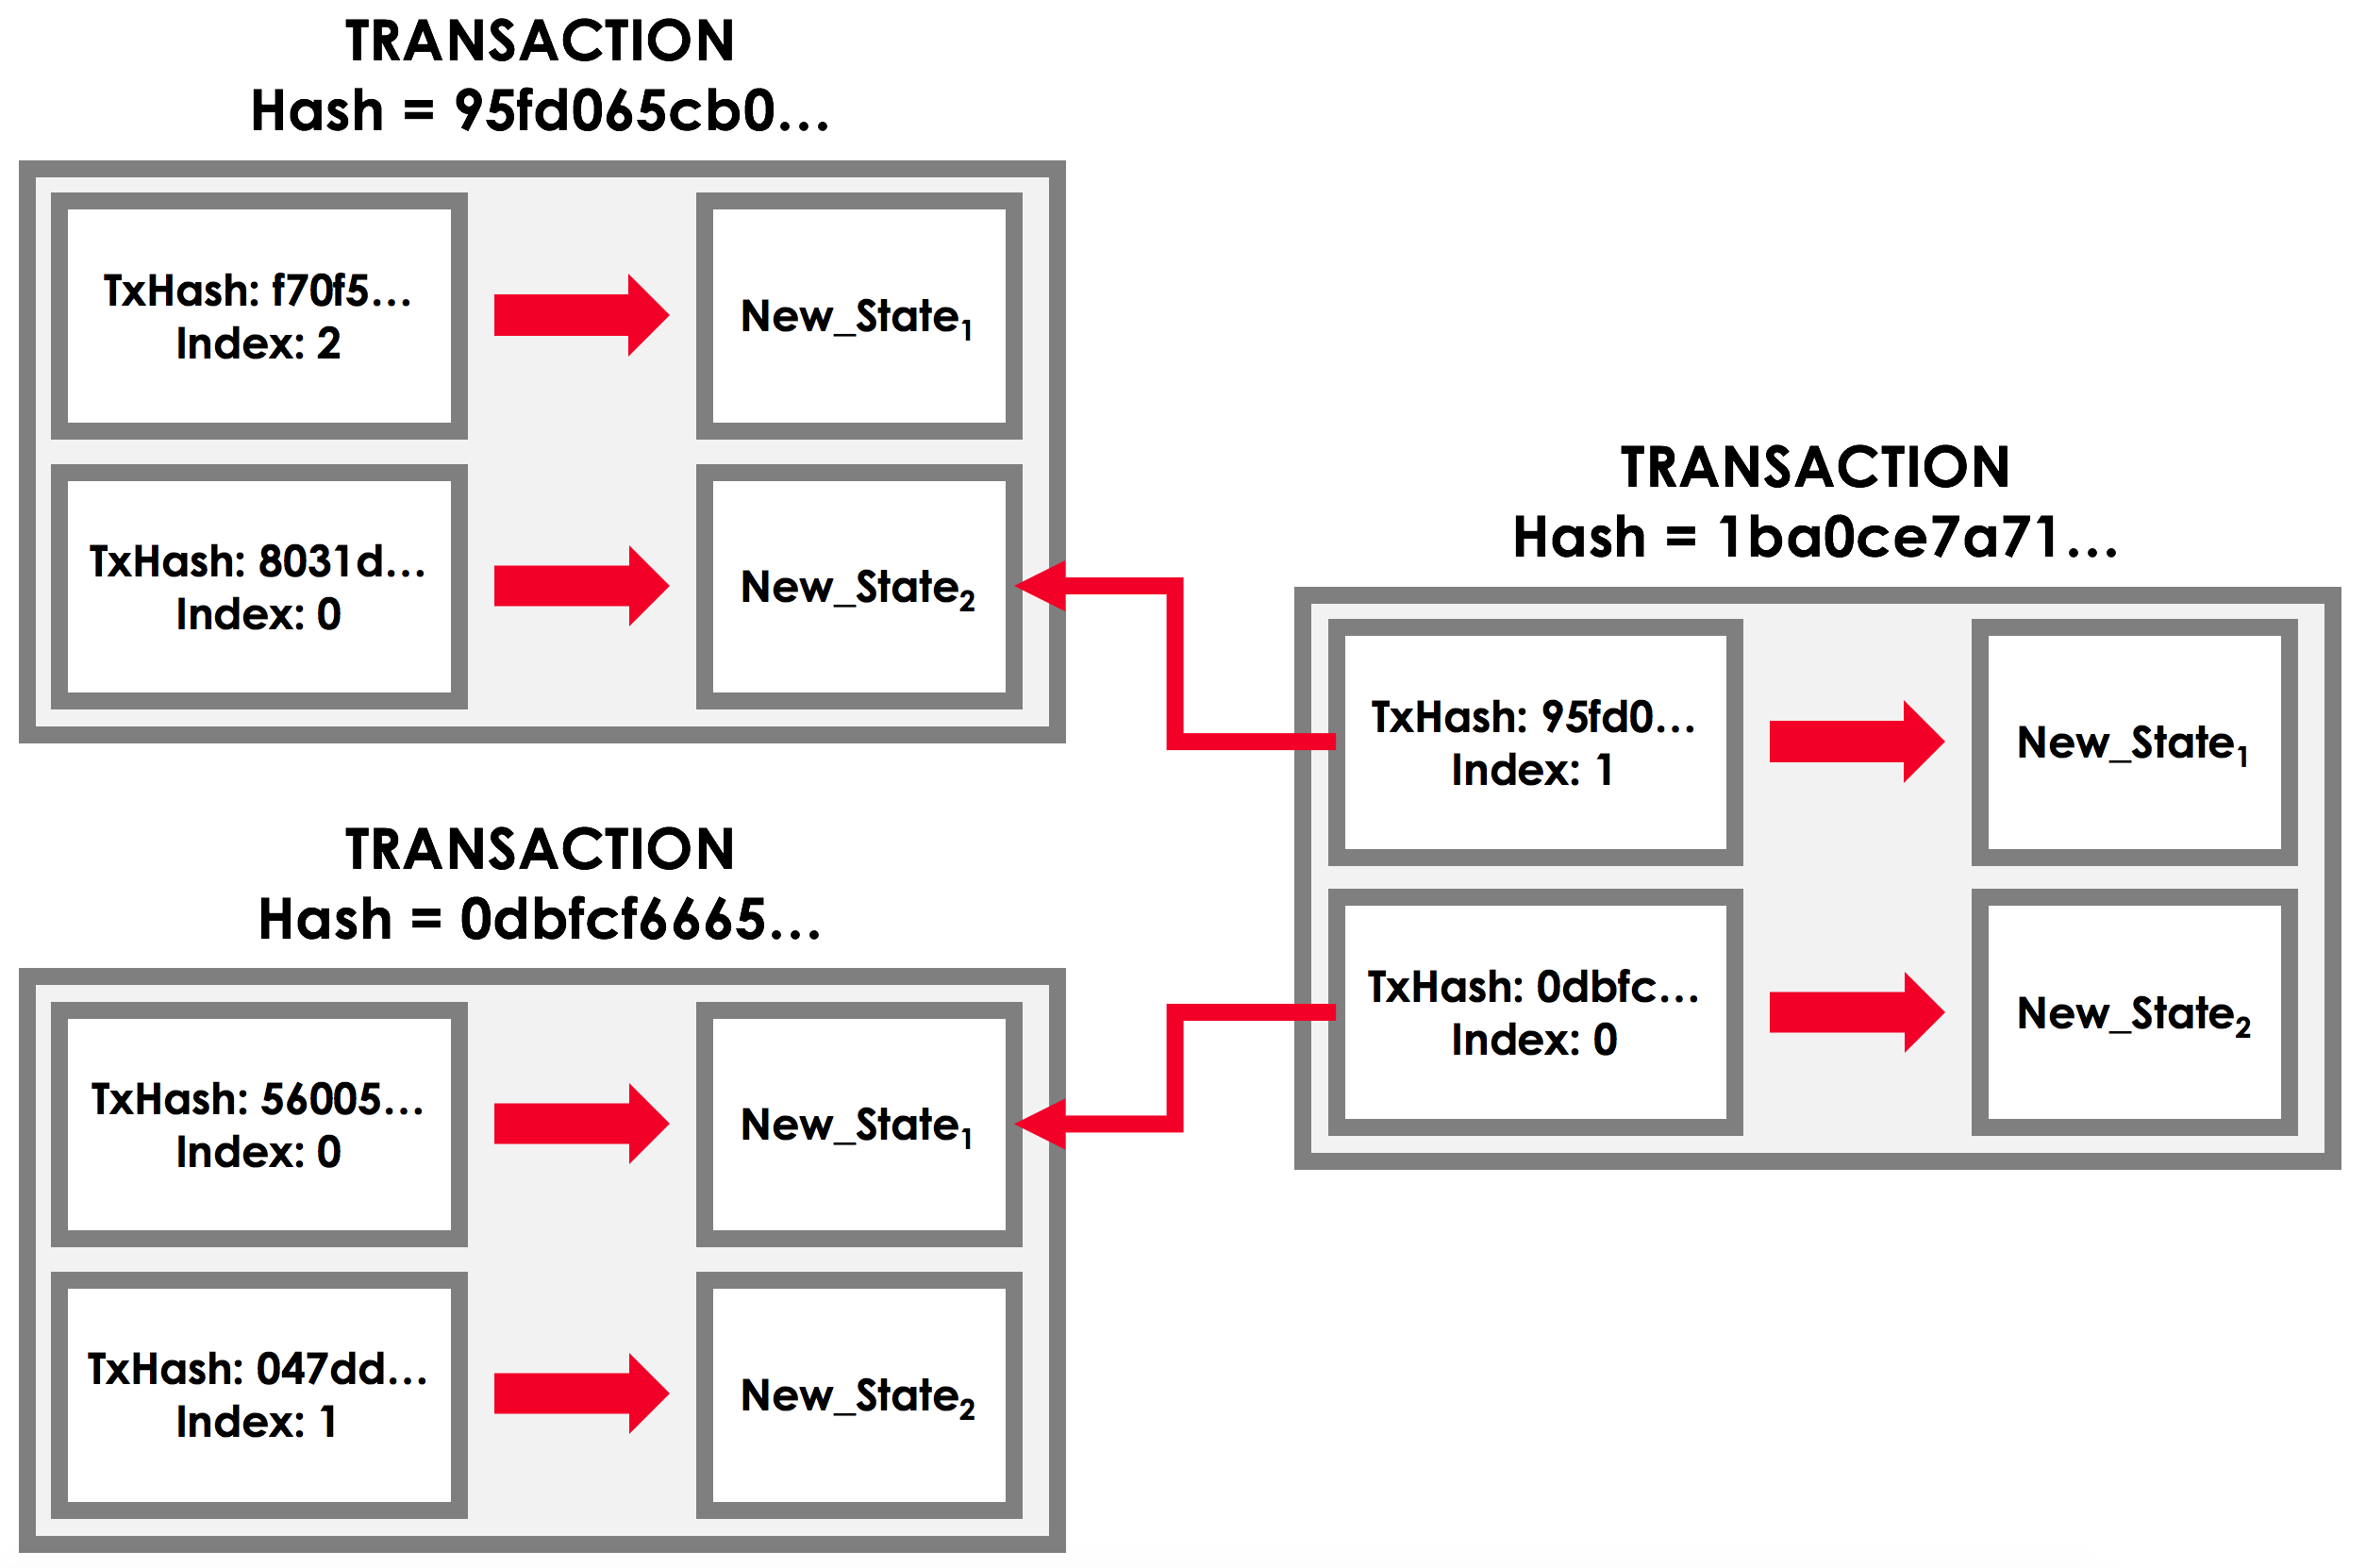 TRANSACTION
Hash = 95fd065cb0...
TxHash: f70f5...
Index: 2
New_State1
TxHash: 8031d...
Index: 0
New_State2
TRANSACTION
Hash = 0dbfcf6665...
TxHash: 56005...
Index: 0
New_State1
TxHash: 047dd...
Index: 1
New_State2
TRANSACTION
Hash = 1ba0ce7a71...
TxHash: 95fd0...
Index: 1
New_State1
TxHash: 0dbfc...
Index: 0
New_State2